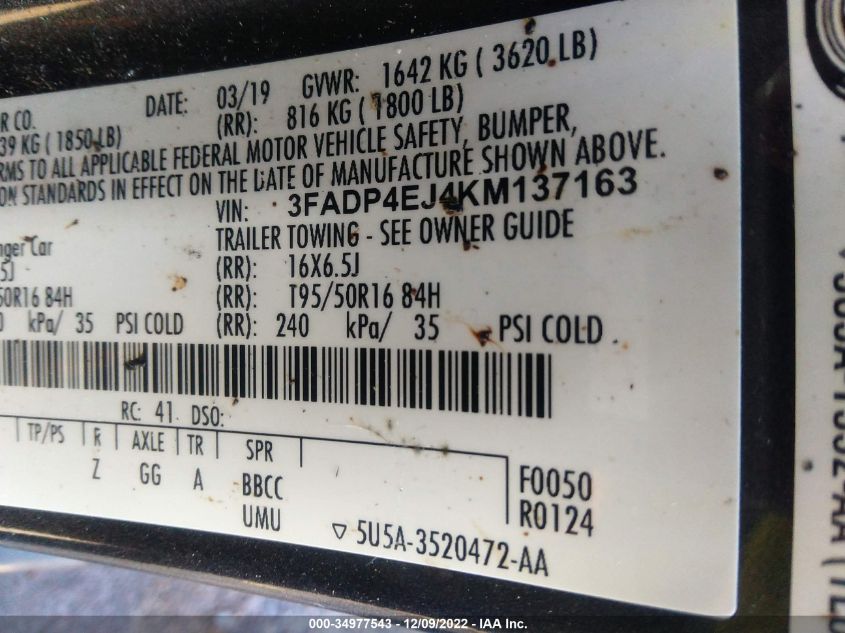 DATE: 03/19 GVWR: 1642 KG ( 3620 LB)
R CO. (RR): 816 KG ( 1800 LB)
39 KG ( 1850 LB)
RMS TO ALL APPLICABLE FEDERAL MOTOR VEHICLE SAFETY, BUMPER,
ON STANDARDS IN EFFECT ON THE DATE OF MANUFACTURE SHOWN ABOVE.
VIN: 3FADP4EJ4KM137163
TRAILER TOWING - SEE OWNER GUIDE
nger Car
5J (RR): 16X6.5J
50R16 84H (RR): T95/50R16 84H
0 kPa/ 35 PSI COLD (RR): 240 kPa/ 35 PSI COLD
RC: 41 DSO:
TP/PS R AXLE TR SPR
Z GG A BBCC
UMU
F0050
R0124
▽ 5U5A-3520472-AA
000-34977543 - 12/09/2022 - IAA Inc.